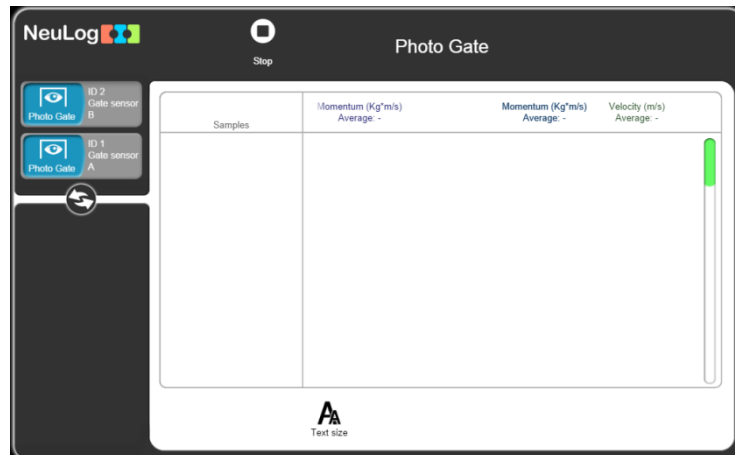 NeuLog
Stop
Photo Gate
ID 2
Gate sensor
B
Photo Gate
ID 1
Gate sensor
A
Photo Gate
Samples
Momentum (Kg*m/s)
Average: -
Momentum (Kg*m/s)
Average: -
Velocity (m/s)
Average: -
AA
Text size